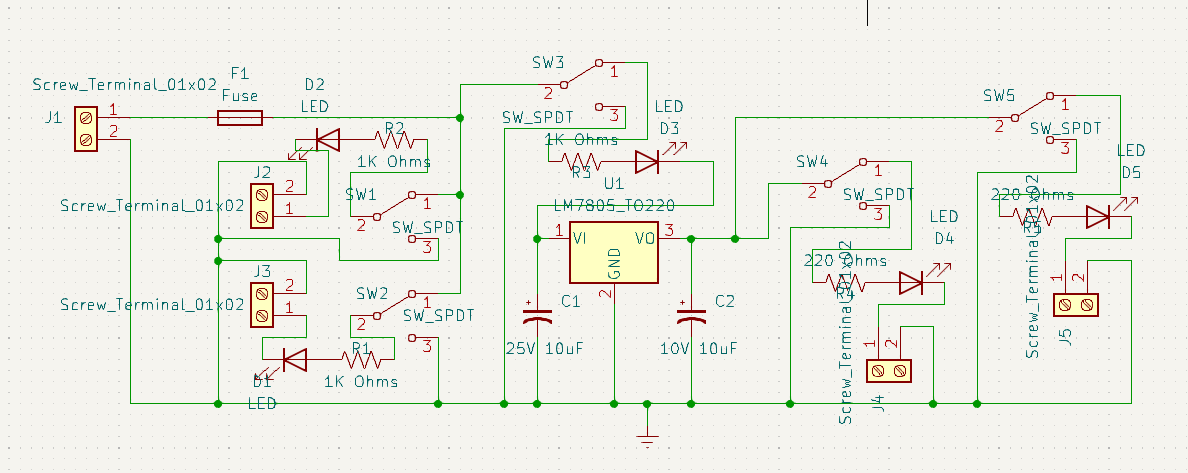 Screw_Terminal_01x02
J1
1
2
F1
Fuse
D2
LED
R2
1K Ohms
J2
2
1
Screw_Terminal_01x02
SW1
1
2
SW_SPDT
3
J3
2
1
Screw_Terminal_01x02
SW2
1
2
SW_SPDT
3
R1
1K Ohms
D1
LED
SW3
1
2
SW_SPDT
3
LED
D3
1K Ohms
R3
U1
LM7805_TO220
1
VI
VO
3
GND
2
C1
25V 10uF
C2
10V 10uF
SW4
1
2
SW_SPDT
3
LED
D4
220 Ohms
R4
Screw_Terminal_01x02
1
2
J4
SW5
1
2
SW_SPDT
3
LED
D5
220 Ohms
R5
Screw_Terminal_01x02
1
2
J5